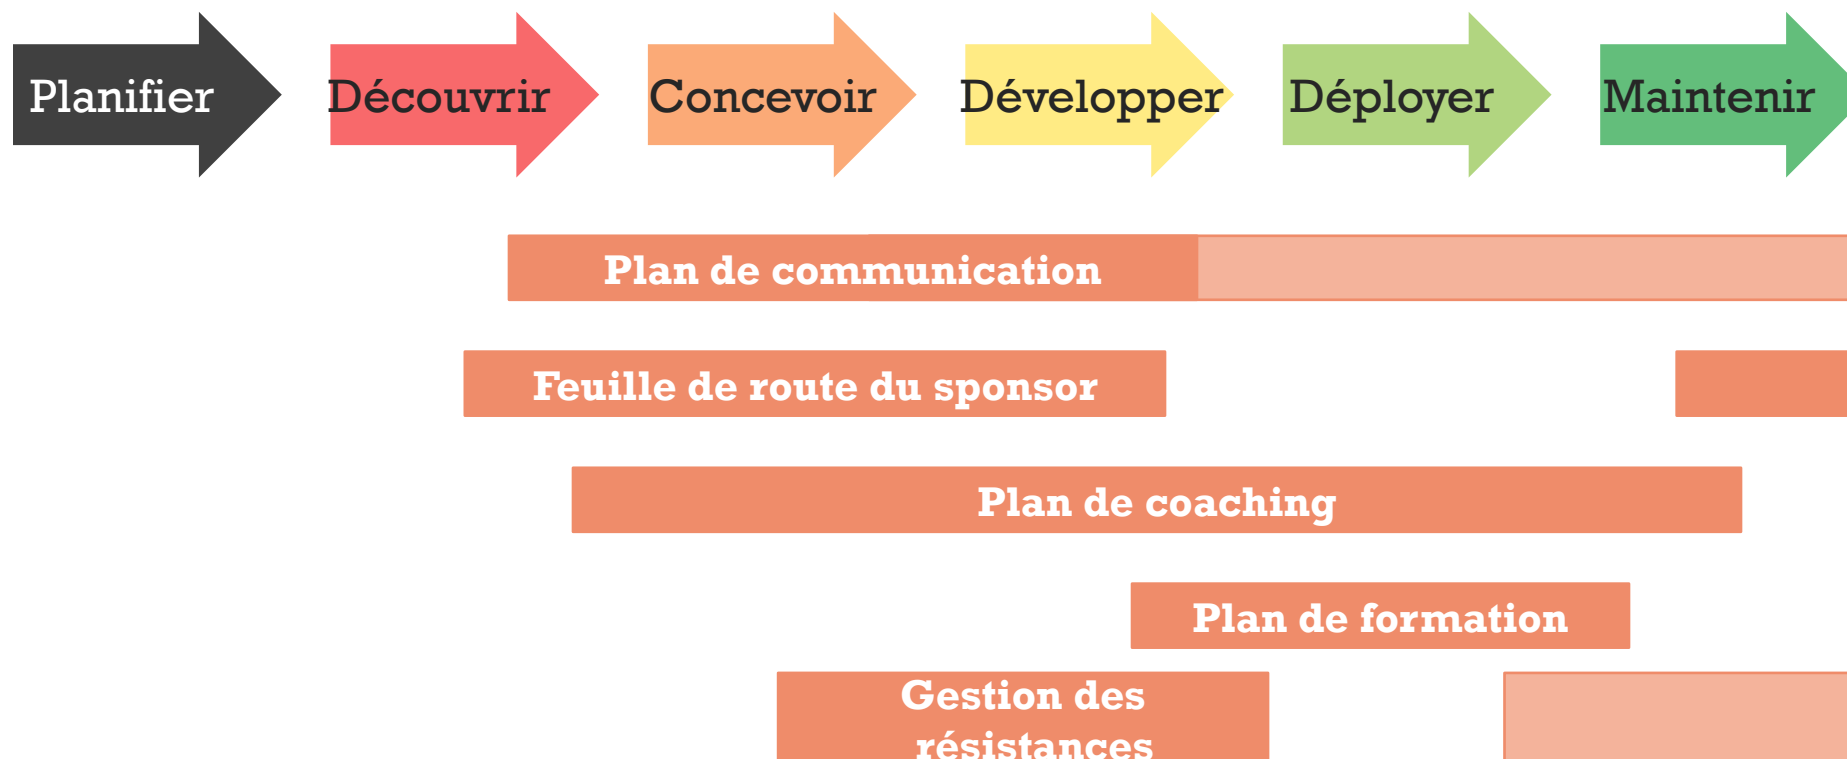 Planifier
Découvrir
Concevoir
Développer
Déployer
Maintenir
Plan de communication
Feuille de route du sponsor
Plan de coaching
Plan de formation
Gestion des
résistances